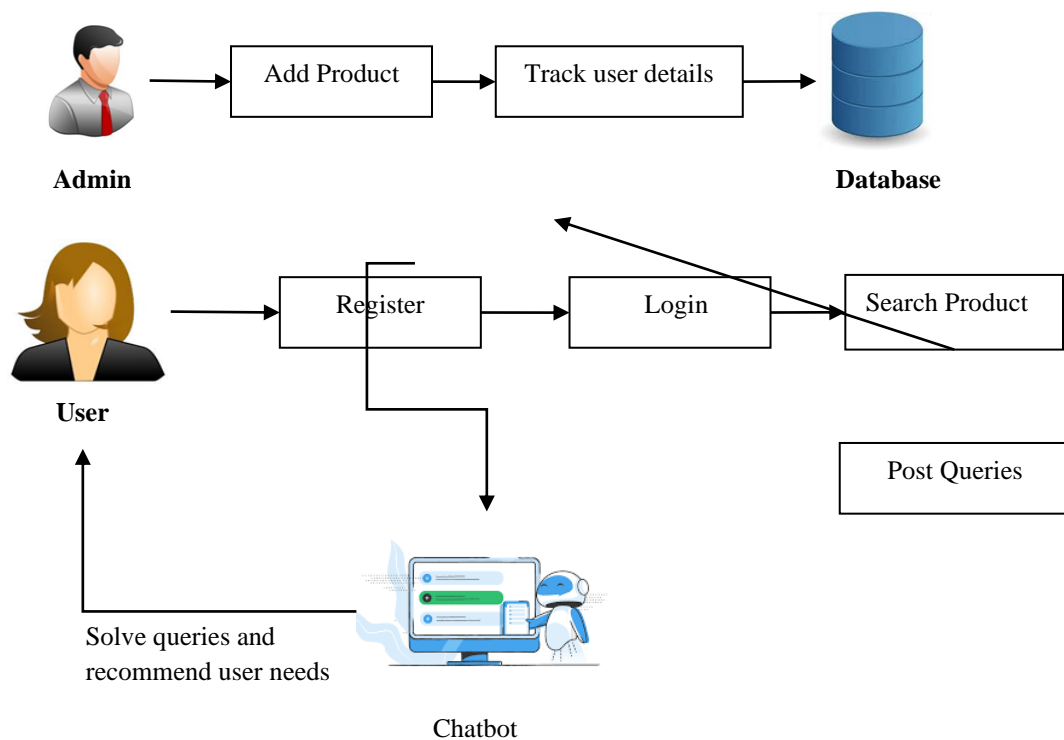 Add Product
Track user details
Admin
Database
Register
Login
Search Product
User
Post Queries
Solve queries and
recommend user needs
Chatbot